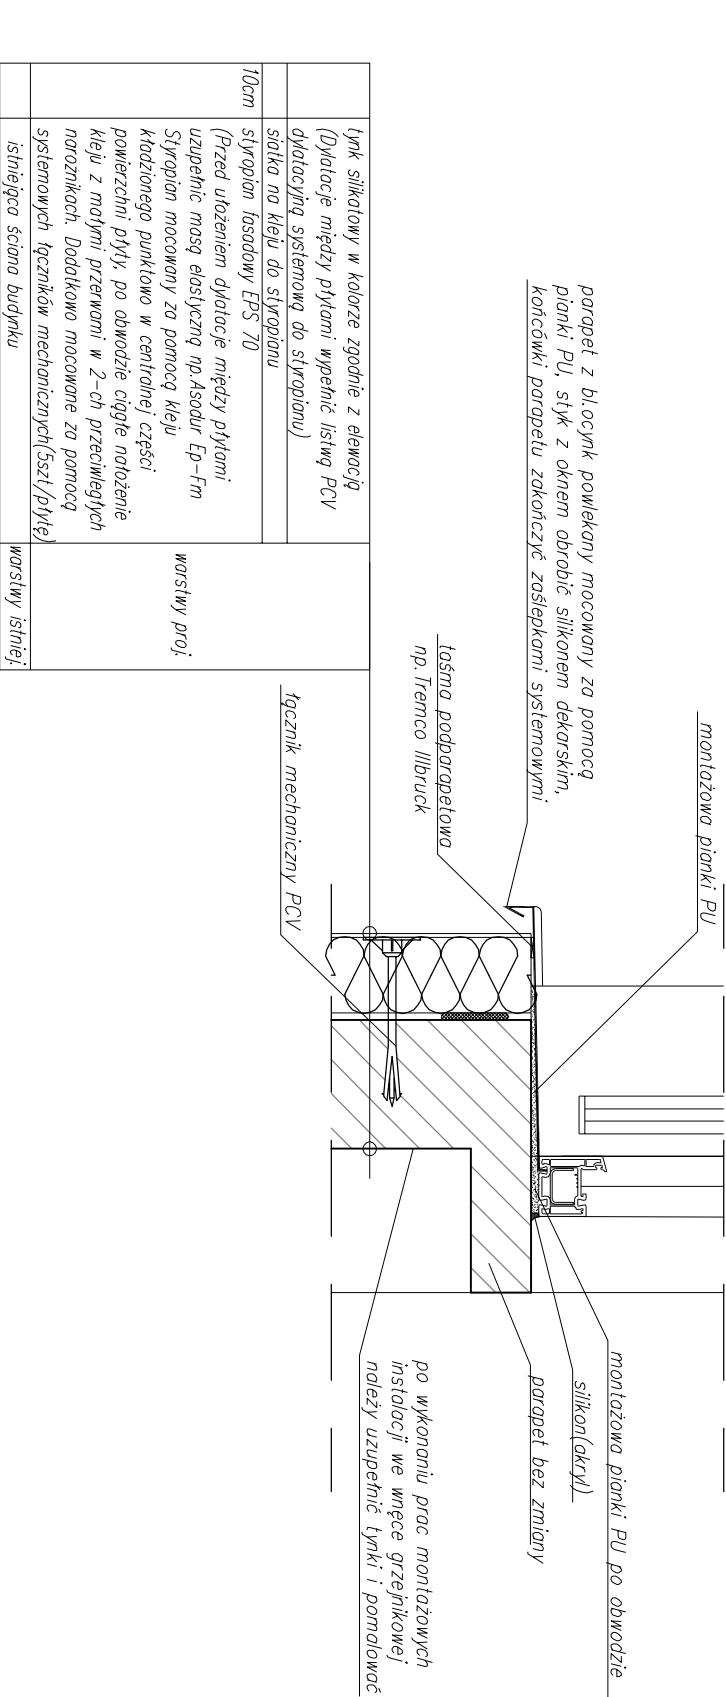 montażowa pianki PU
parapet z bl.ocynk powlekany mocowany za pomocą
pianki PU, styk z oknem obrobić silikonem dekarskim,
końcówki parapetu zakończyć zaślepkami systemowymi
taśma podparapetowa
np.Tremco Illbruck
łącznik mechaniczny PCV
montażowa pianki PU po obwodzie
silikon(akryl)
parapet bez zmiany
po wykonaniu prac montażowych
instalacji we wnęce grzejnikowej
należy uzupełnić tynki i pomalować
tynk silikatowy w kolorze zgodnie z elewacją
(Dylatacje między płytami wypełnić listwą PCV
dylatacyjną systemową do styropianu)
siatka na kleju do styropianu
10cm
styropian fasadowy EPS 70
(Przed ułożeniem dylatacje między płytami
uzupełnic masą elastyczną np.Asodur Ep-Fm
Styropian mocowany za pomocą kleju
kładzionego punktowo w centralnej części
powierzchni płyty, po obwodzie ciągłe nałożenie
kleju z małymi przerwami w 2-ch przeciwległych
narożnikach. Dodatkowo mocowane za pomocą
systemowych łączników mechanicznych(5szt/płytę)
warstwy proj.
istniejąca ściana budynku
warstwy istniej.